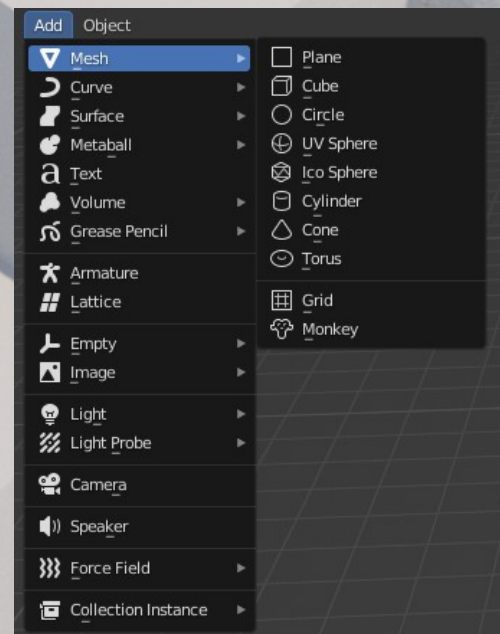 Add Object
Mesh
Curve
Surface
Metaball
Text
Volume
Grease Pencil
Armature
Lattice
Empty
Image
Light
Light Probe
Camera
Speaker
Force Field
Collection Instance
Plane
Cube
Circle
UV Sphere
Ico Sphere
Cylinder
Cone
Torus
Grid
Monkey